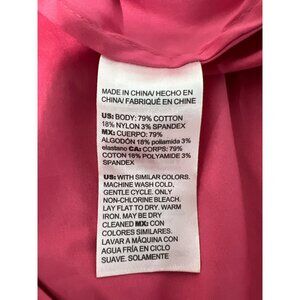 MADE IN CHINA/ HECHO EN
CHINA/ FABRIQUÉ EN CHINE
US: BODY: 79% COTTON
18% NYLON 3% SPANDEX
MX: CUERPO: 79%
ALGODÓN 18% poliamida 3%
elastano CA: CORPS: 79%
COTON 18% POLYAMIDE 3%
SPANDEX
US: WITH SIMILAR COLORS.
MACHINE WASH COLD,
GENTLE CYCLE. ONLY
NON-CHLORINE BLEACH.
LAY FLAT TO DRY. WARM
IRON. MAY BE DRY
CLEANED MX: CON
COLORES SIMILARES.
LAVAR A MÁQUINA CON
AGUA FRÍA EN CICLO
SUAVE. SOLAMENTE